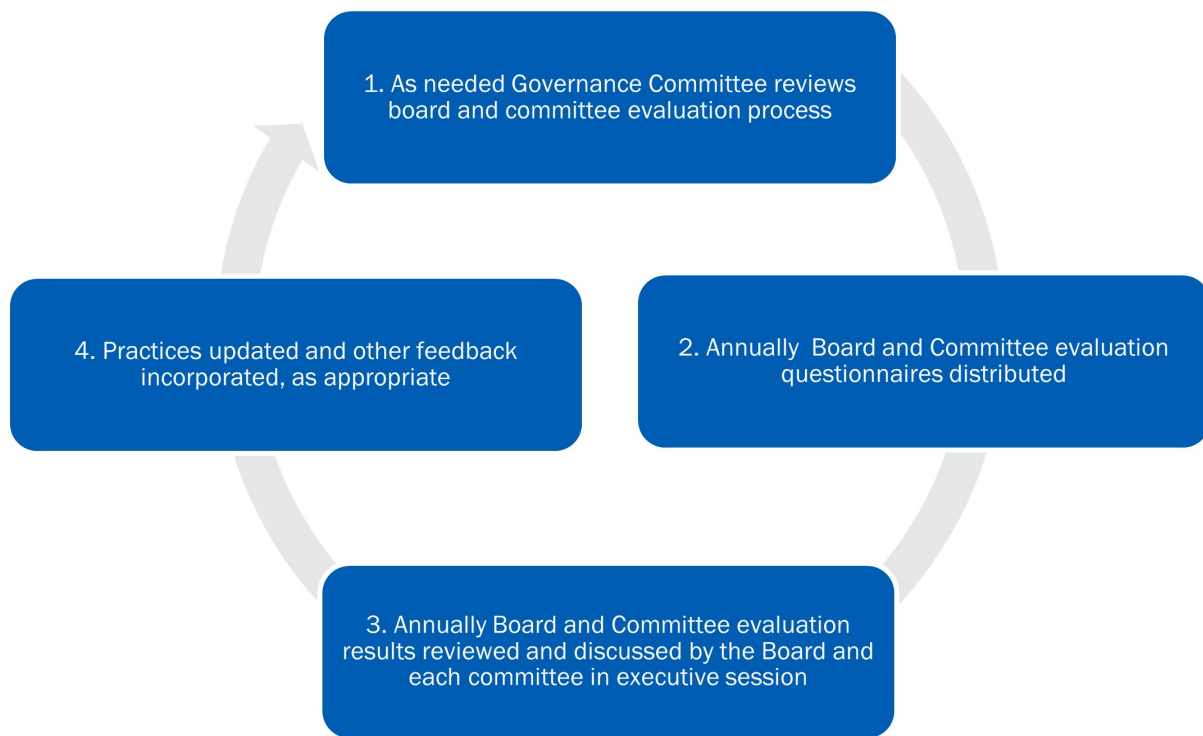 1. As needed Governance Committee reviews
board and committee evaluation process
2. Annually  Board and Committee evaluation
questionnaires distributed
3. Annually Board and Committee evaluation
results reviewed and discussed by the Board and
each committee in executive session
4. Practices updated and other feedback
incorporated, as appropriate